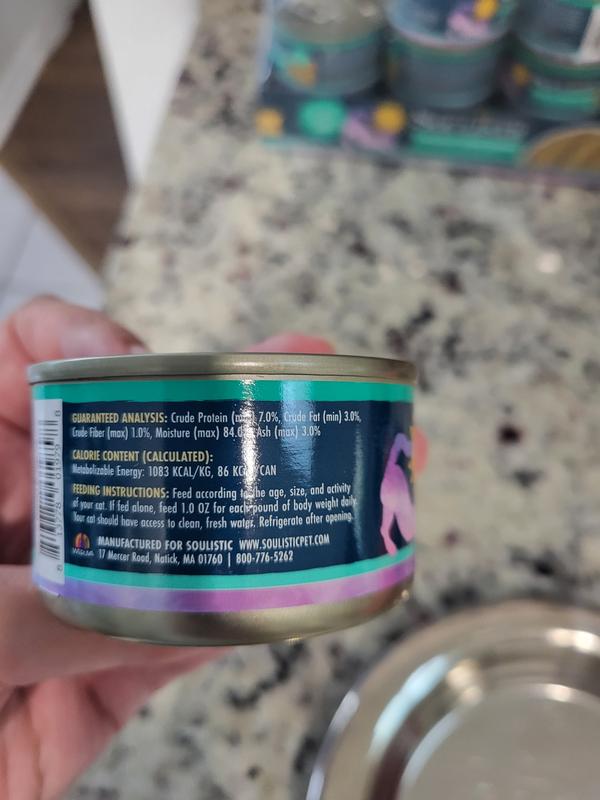 GUARANTEED ANALYSIS: Crude Protein 7.0%, Crude Fat (min) 3.0%,
Crude Fiber (max) 1.0%, Moisture (max) 84.0 Ash (max) 3.0%
CALORIE CONTENT (CALCULATED):
Metabolizable Energy: 1083 KCAL/KG, 86 /CAN
FEEDING INSTRUCTIONS: Feed according to the age, size, and activity
of your cat. If fed alone, feed 1.0 OZ for each pound of body weight daily.
Your cat should have access to clean, fresh water. Refrigerate after opening.
MANUFACTURED FOR SOULISTIC WWW.SOULISTICPET.COM
17 Mercer Road, Natick, MA 01760 | 800-776-5262